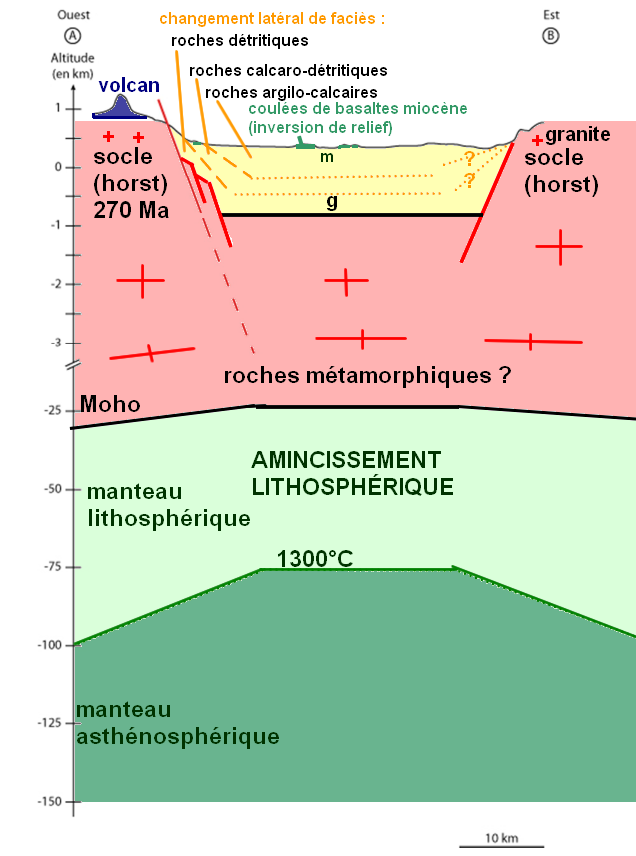 Ouest
A
Altitude
(en km)
Est
B
changement latéral de faciès :
roches détritiques
roches calcaro-détritiques
roches argilo-calcaires
coulées de basaltes miocène
(inversion de relief)
volcan
socle
(horst)
270 Ma
granite
socle
(horst)
m
?
?
g
1
0
-1
-2
-3
roches métamorphiques ?
Moho
-25
AMINCISSEMENT
LITHOSPHÉRIQUE
manteau
lithosphérique
-50
1300°C
-75
-100
manteau
asthénosphérique
-125
-150
10 km